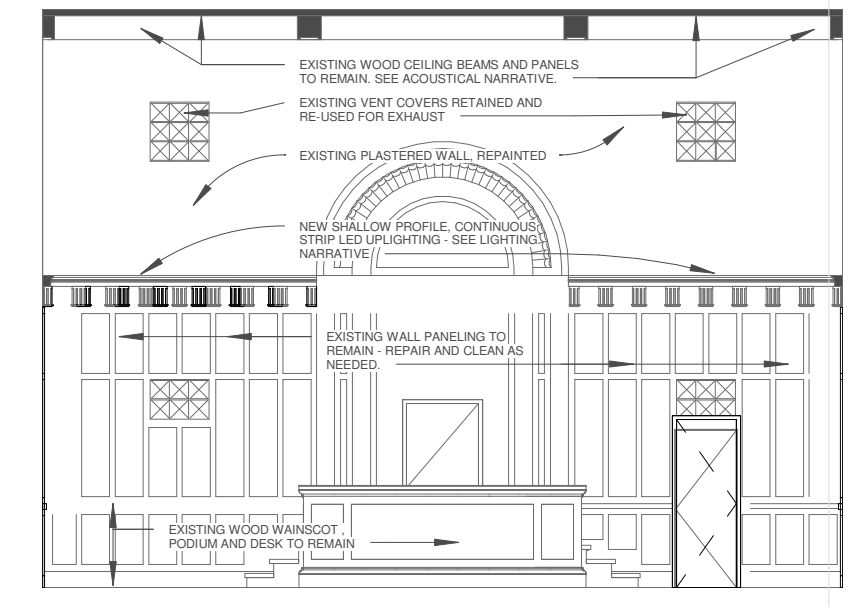 EXISTING WOOD CEILING BEAMS AND PANELS
TO REMAIN. SEE ACOUSTICAL NARRATIVE.
EXISTING VENT COVERS RETAINED AND
RE-USED FOR EXHAUST
EXISTING PLASTERED WALL, REPAINTED
NEW SHALLOW PROFILE, CONTINUOUS
STRIP LED UPLIGHTING - SEE LIGHTING
NARRATIVE
EXISTING WALL PANELING TO
REMAIN - REPAIR AND CLEAN AS
NEEDED.
EXISTING WOOD WAINSCOT ,
PODIUM AND DESK TO REMAIN